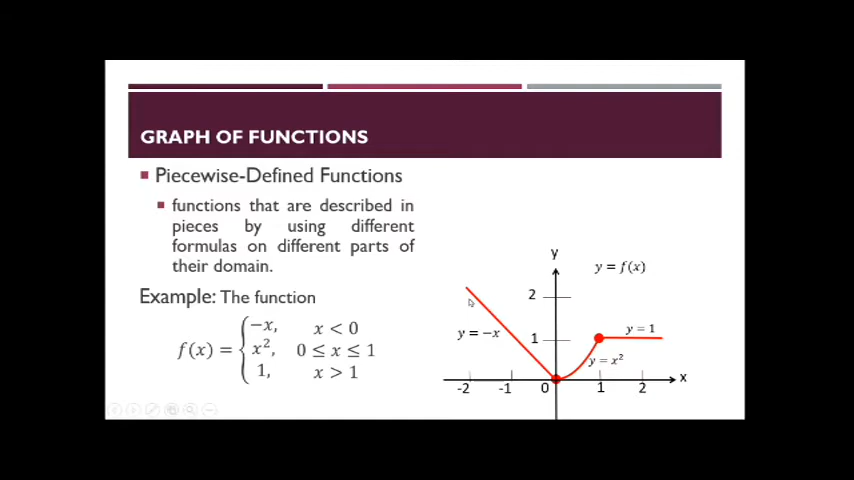 GRAPH OF FUNCTIONS
Piecewise-Defined Functions
functions that are described in
pieces by using different
formulas on different parts of
their domain.
Example: The function
f(x) = { −x, x < 0
x², 0 ≤ x ≤ 1
1, x > 1
y
y = f(x)
2
1
y = −x
y = 1
y = x²
x
-2 -1 0 1 2